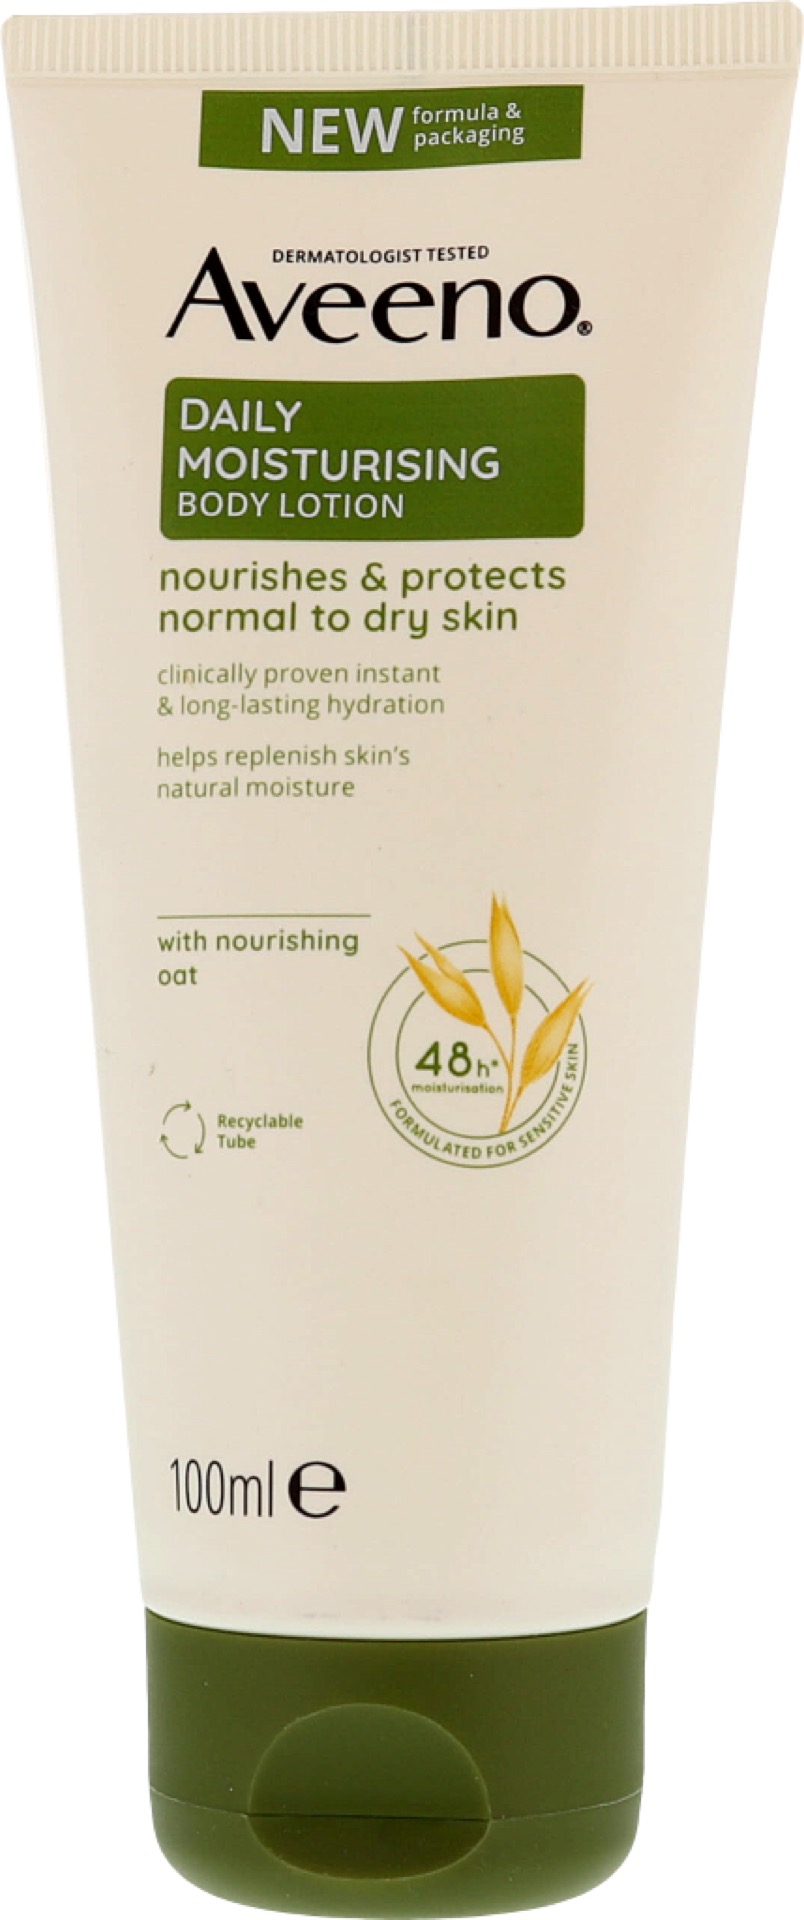 NEW formula &
packaging
DERMATOLOGIST TESTED
Aveeno®
DAILY
MOISTURISING
BODY LOTION
nourishes & protects
normal to dry skin
clinically proven instant
& long-lasting hydration
helps replenish skin's
natural moisture
with nourishing
oat
48h*
moisturisation
FORMULATED FOR SENSITIVE SKIN
Recyclable
Tube
100ml e